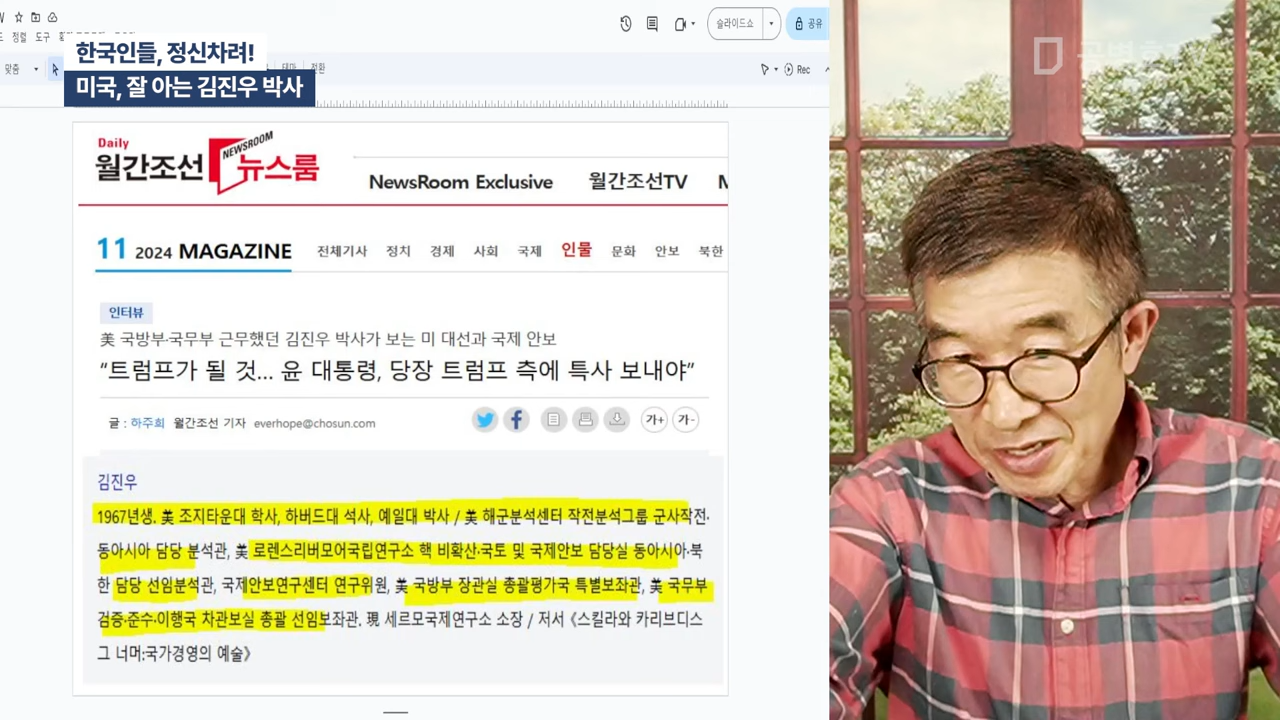 슬라이드쇼
공유
정렬 도구
한국인들, 정신차려!
미국, 잘 아는 김진우 박사
맞춤
테마 전환
Rec
Daily
월간조선 NEWSROOM 뉴스룸
NewsRoom Exclusive 월간조선TV
11 2024 MAGAZINE 전체기사 정치 경제 사회 국제 인물 문화 안보 북한
인터뷰
美 국방부·국무부 근무했던 김진우 박사가 보는 미 대선과 국제 안보
“트럼프가 될 것... 윤 대통령, 당장 트럼프 측에 특사 보내야”
글 : 하주희 월간조선 기자 everhope@chosun.com
가+ 가-
김진우
1967년생. 美 조지타운대 학사, 하버드대 석사, 예일대 박사 / 美 해군분석센터 작전분석그룹 군사작전·
동아시아 담당 분석관, 美 로렌스리버모어국립연구소 핵 비확산·국토 및 국제안보 담당실 동아시아·북
한 담당 선임분석관, 국제안보연구센터 연구위원, 美 국방부 장관실 총괄평가국 특별보좌관, 美 국무부
검증·준수·이행국 차관보실 총괄 선임보좌관. 現 세르모국제연구소 소장 / 저서 《스킬라와 카리브디스
그 너머:국가경영의 예술》